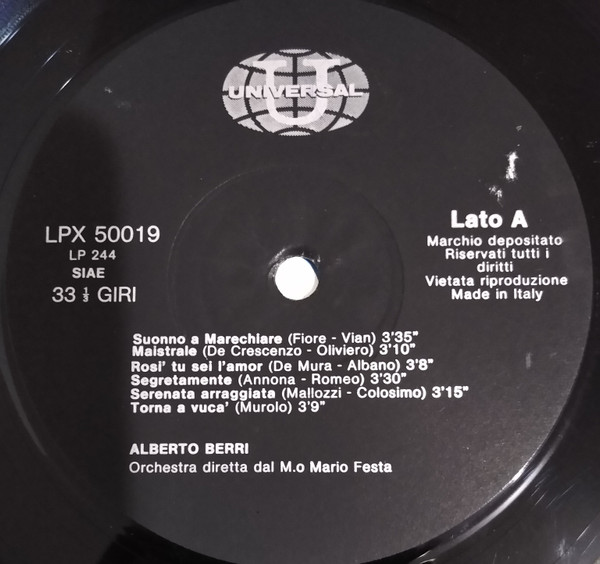 U
UNIVERSAL
LPX 50019
LP 244
SIAE
33 ⅓ GIRI
Lato A
Marchio depositato
Riservati tutti i
diritti
Vietata riproduzione
Made in Italy
Suonno a Marechiare (Fiore - Vian) 3'35"
Maistrale (De Crescenzo - Oliviero) 3'10"
Rosi' tu sei l'amor (De Mura - Albano) 3'8"
Segretamente (Annona - Romeo) 3'30"
Serenata arraggiata (Mallozzi - Colosimo) 3'15"
Torna a vuca' (Murolo) 3'9"
ALBERTO BERRI
Orchestra diretta dal M.o Mario Festa